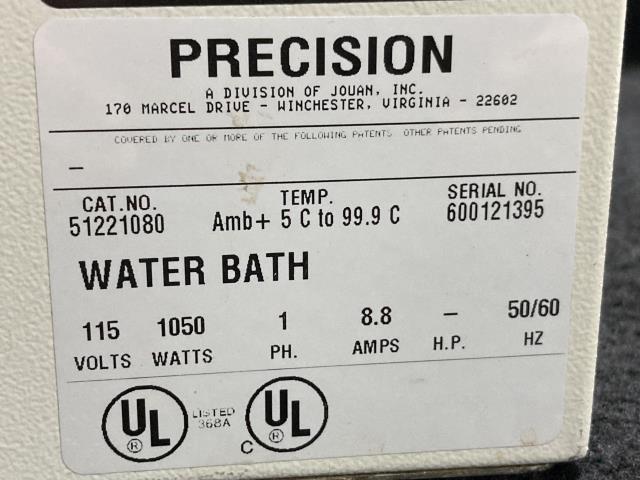 PRECISION
A DIVISION OF JOUAN, INC.
170 MARCEL DRIVE - WINCHESTER, VIRGINIA - 22602
COVERED BY ONE OR MORE OF THE FOLLOWING PATENTS OTHER PATENTS PENDING
–
CAT.NO. TEMP. SERIAL NO.
51221080 Amb+ 5 C to 99.9 C 600121395
WATER BATH
115 1050 1 8.8 – 50/60
VOLTS WATTS PH. AMPS H.P. HZ
UL® LISTED 368A C UL®